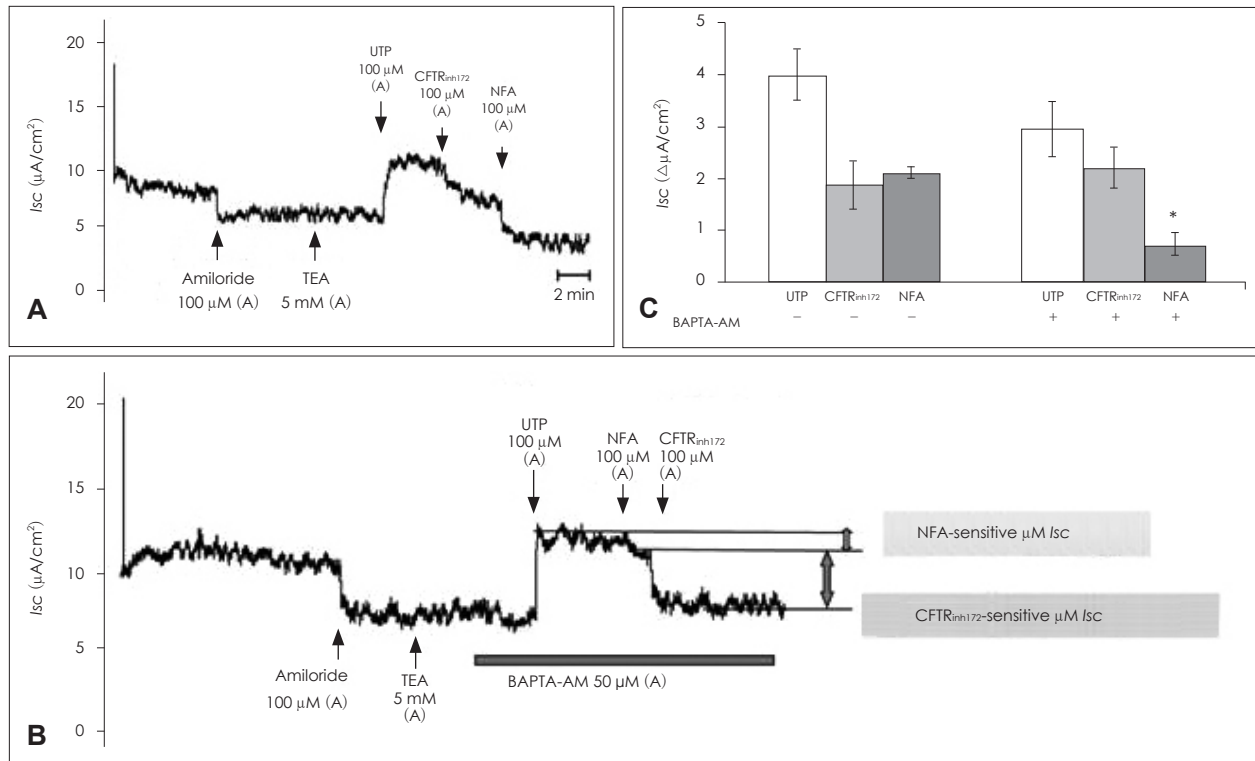 20
15
10
5
0
Isc (μA/cm²)
UTP
100 μM
(A)
CFTRinh172
100 μM
(A)
NFA
100 μM
(A)
Amiloride
100 μM (A)
TEA
5 mM (A)
2 min
A
5
4
3
2
1
0
Isc (△μA/cm²)
*
UTP CFTRinh172 NFA UTP CFTRinh172 NFA
BAPTA-AM − − − + + +
C
20
15
10
5
0
Isc (μA/cm²)
UTP
100 μM
(A)
NFA
100 μM
(A)
CFTRinh172
100 μM
(A)
NFA-sensitive μM Isc
CFTRinh172-sensitive μM Isc
Amiloride
100 μM (A)
TEA
5 mM
(A)
BAPTA-AM 50 μM (A)
B